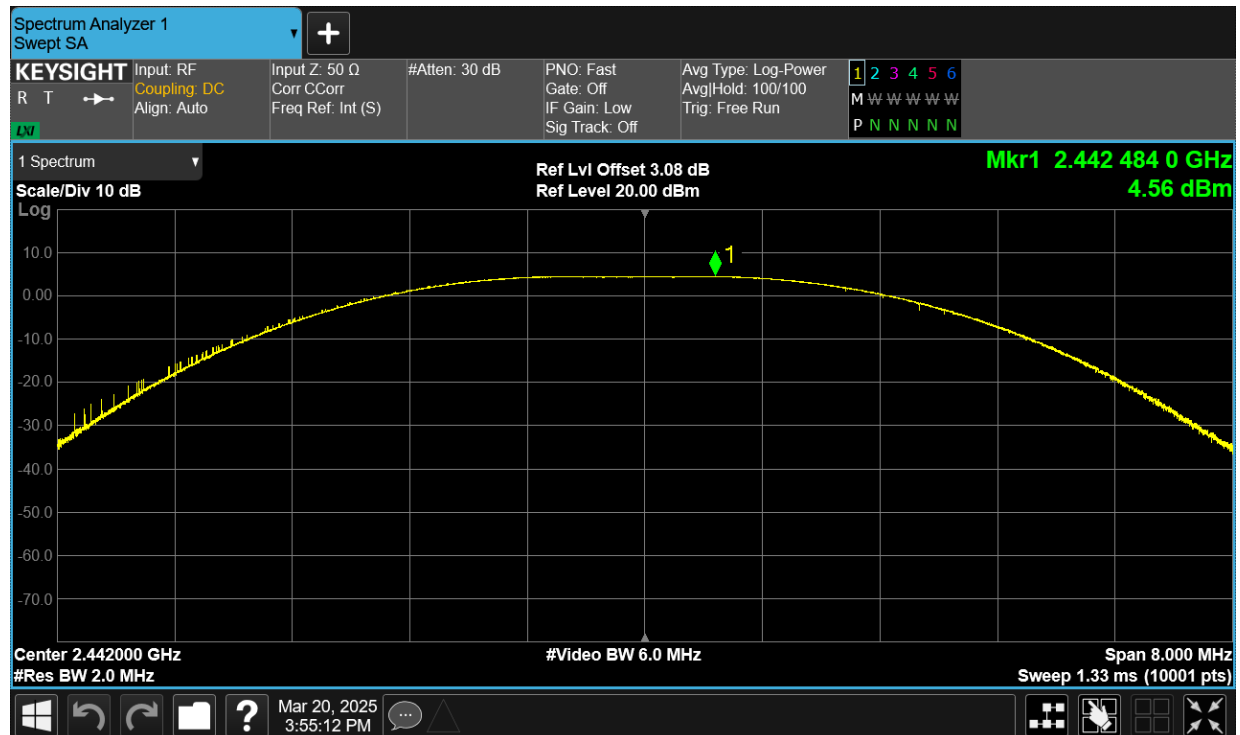 Spectrum Analyzer 1
Swept SA
+
KEYSIGHT
R T
LXI
Input: RF
Coupling: DC
Align: Auto
Input Z: 50 Ω
Corr CCorr
Freq Ref: Int (S)
#Atten: 30 dB
PNO: Fast
Gate: Off
IF Gain: Low
Sig Track: Off
Avg Type: Log-Power
Avg|Hold: 100/100
Trig: Free Run
1 2 3 4 5 6
M W W W W W
P N N N N N
1 Spectrum
Scale/Div 10 dB
Log
Ref Lvl Offset 3.08 dB
Ref Level 20.00 dBm
Mkr1 2.442 484 0 GHz
4.56 dBm
1
10.0
0.00
-10.0
-20.0
-30.0
-40.0
-50.0
-60.0
-70.0
Center 2.442000 GHz
#Res BW 2.0 MHz
#Video BW 6.0 MHz
Span 8.000 MHz
Sweep 1.33 ms (10001 pts)
?
Mar 20, 2025
3:55:12 PM